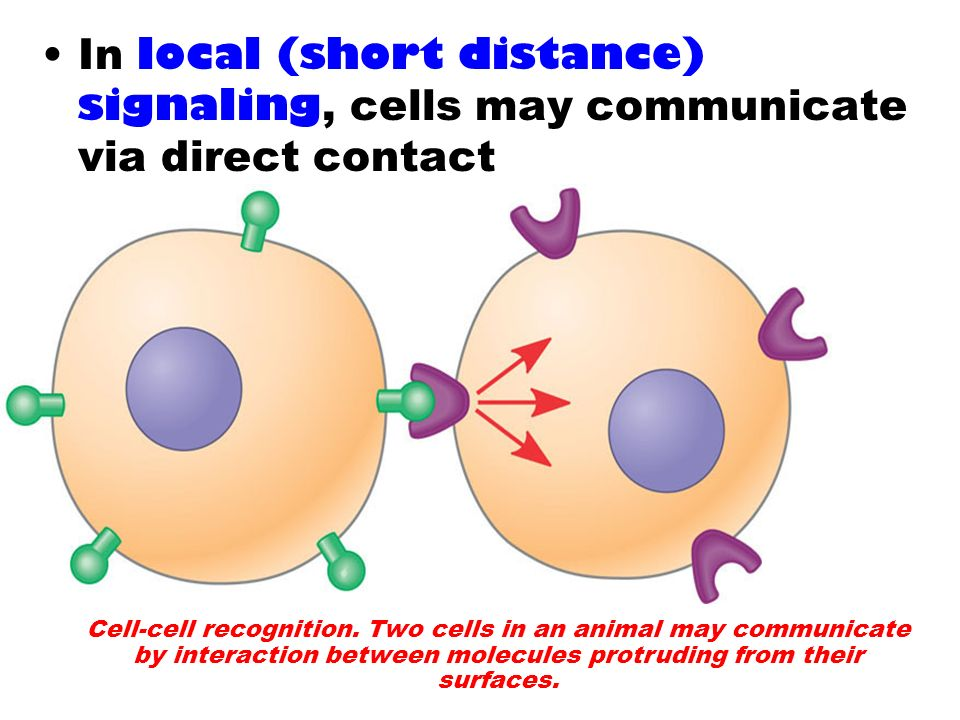 • In local (short distance)
signaling, cells may communicate
via direct contact
Cell-cell recognition. Two cells in an animal may communicate
by interaction between molecules protruding from their
surfaces.